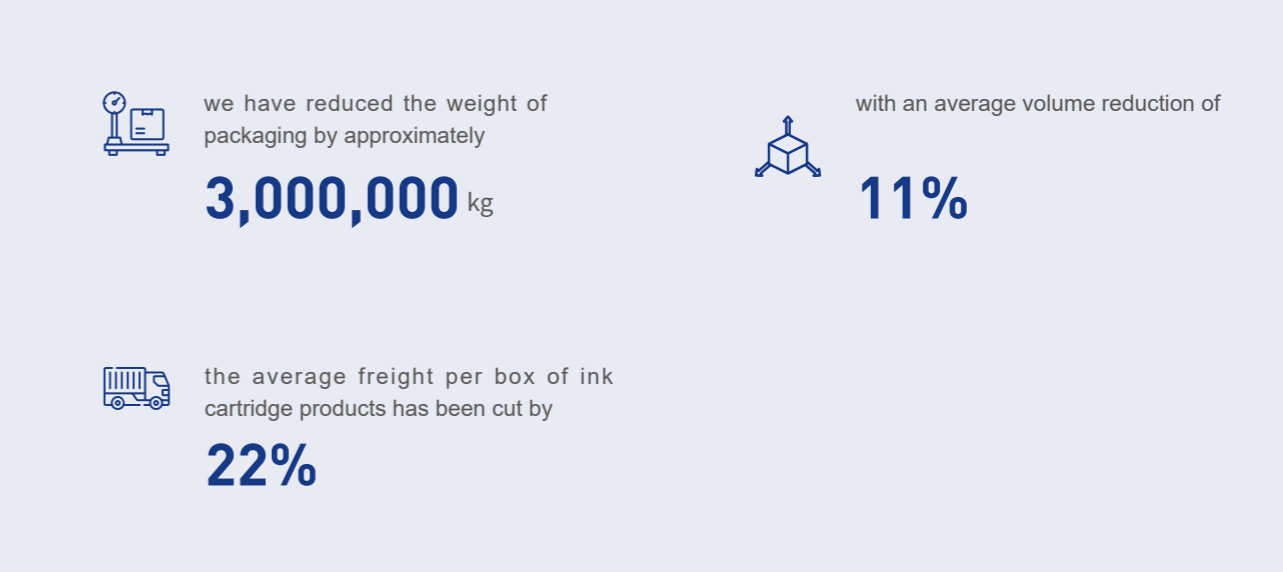 we have reduced the weight of
packaging by approximately
3,000,000 kg
with an average volume reduction of
11%
the average freight per box of ink
cartridge products has been cut by
22%